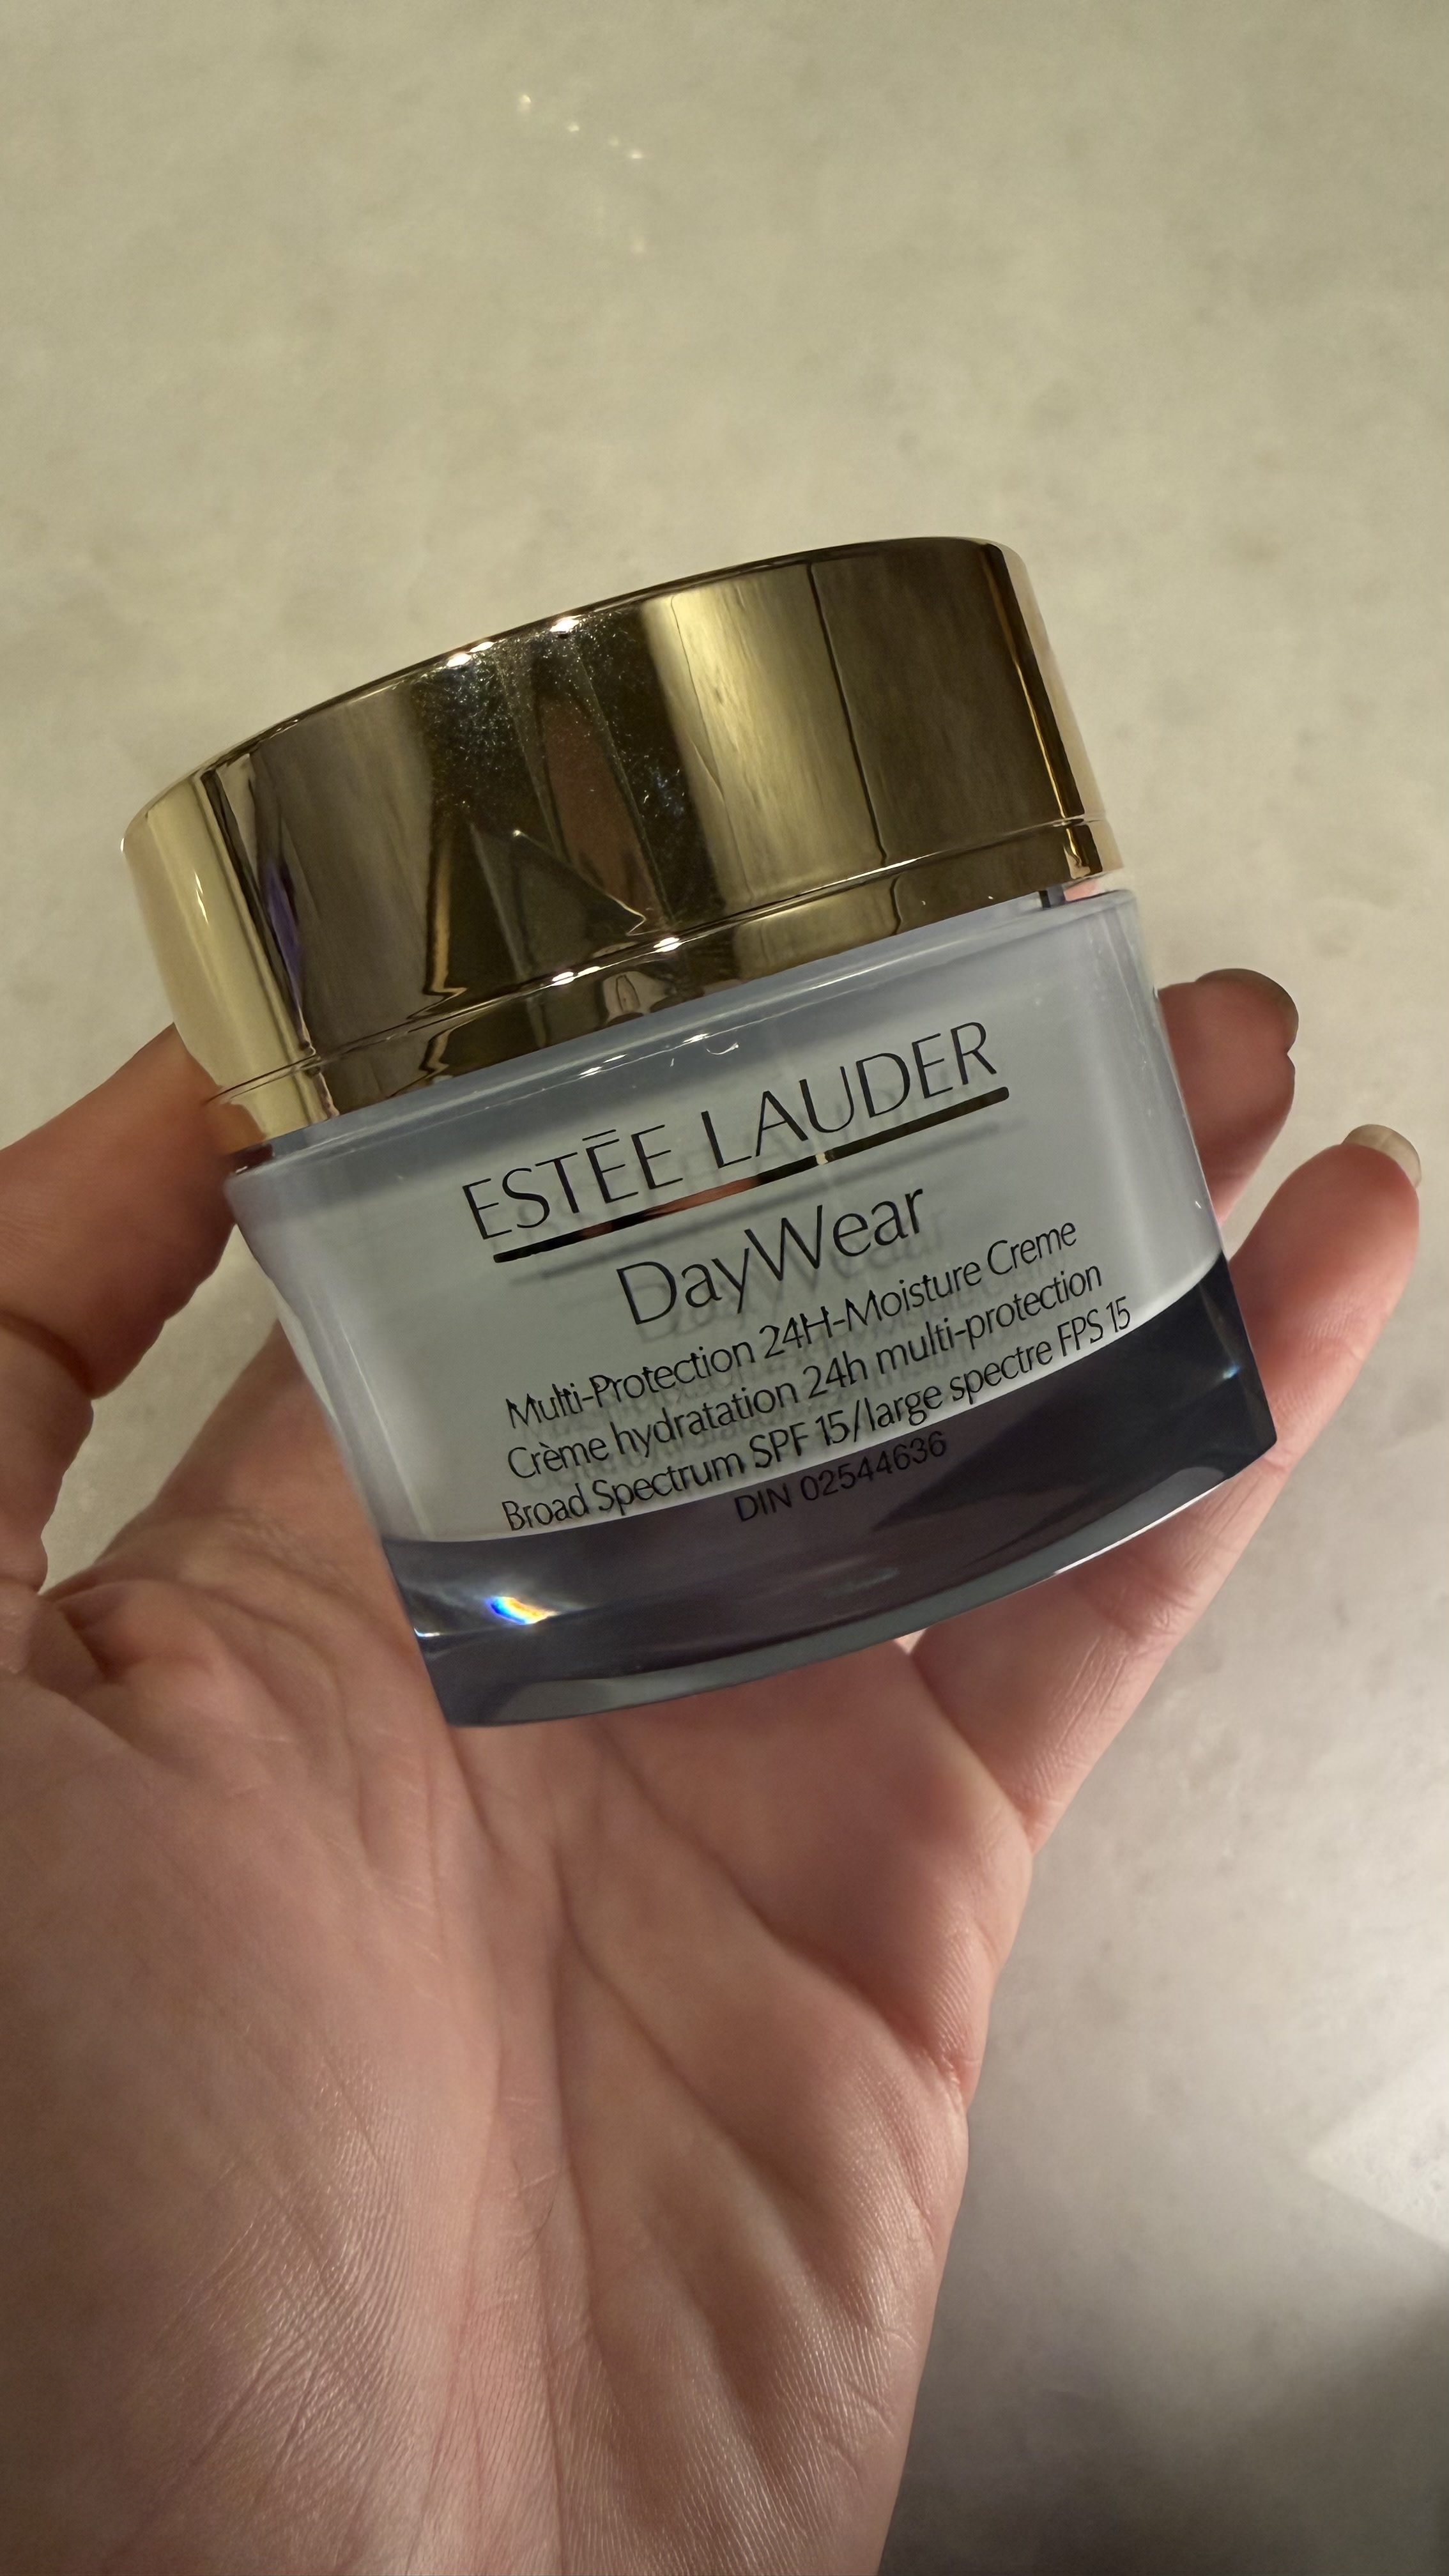 ESTĒE LAUDER
DayWear
Multi-Protection 24H-Moisture Creme
Crème hydratation 24h multi-protection
Broad Spectrum SPF 15/large spectre FPS 15
DIN 02544636